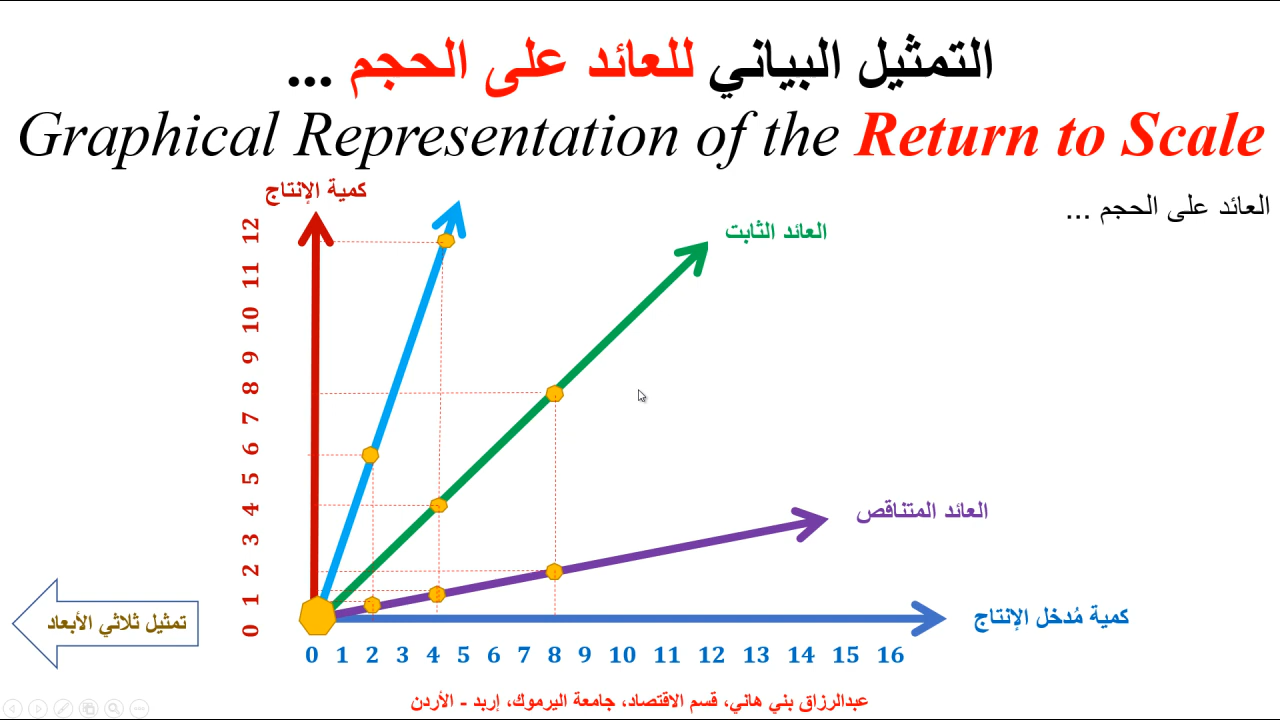 التمثيل البياني للعائد على الحجم ...
Graphical Representation of the Return to Scale
العائد على الحجم ...
كمية الإنتاج
العائد الثابت
العائد المتناقص
كمية مُدخل الإنتاج
تمثيل ثلاثي الأبعاد
0 1 2 3 4 5 6 7 8 9 10 11 12
0 1 2 3 4 5 6 7 8 9 10 11 12 13 14 15 16
عبدالرزاق بني هاني، قسم الاقتصاد، جامعة اليرموك، إربد - الأردن